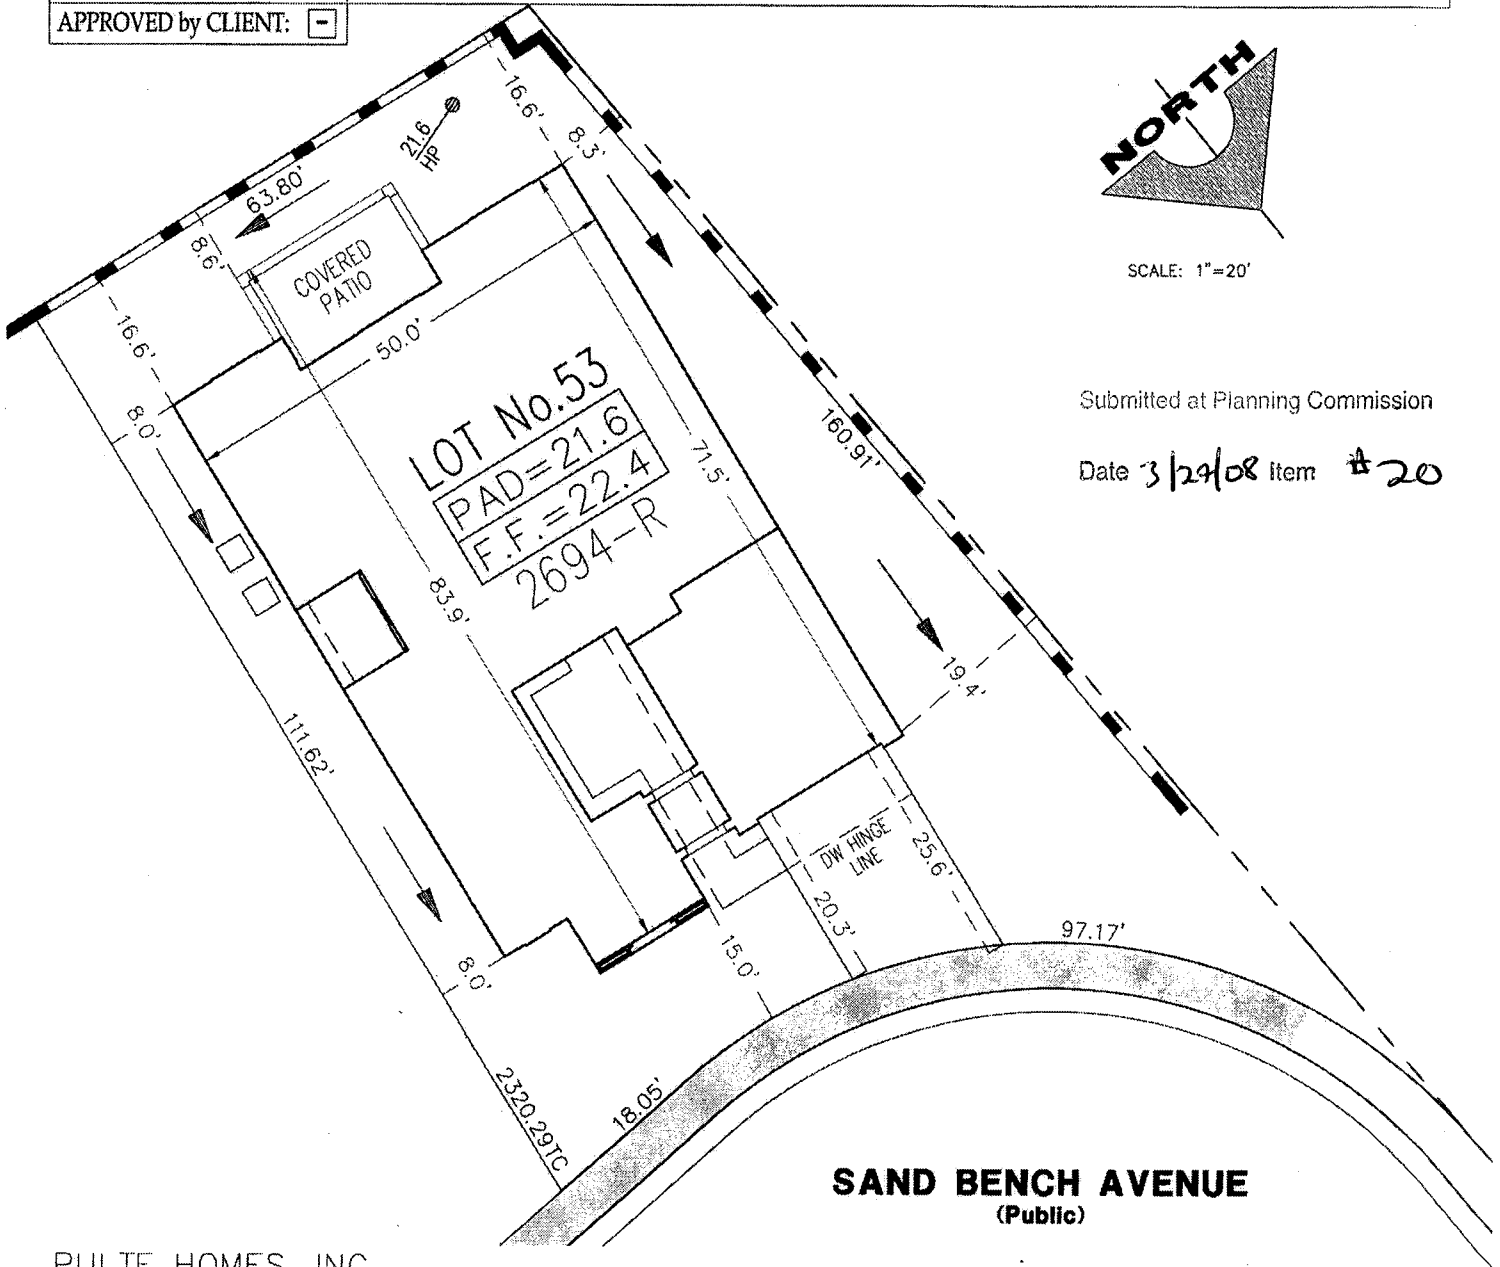 APPROVED by CLIENT: -
NORTH
SCALE: 1"=20'
16.6'
8.3'
21.6
HP
63.80'
8.6'
COVERED
PATIO
16.6'
50.0'
8.0'
LOT No.53
PAD=21.6
F.F.=22.4
2694-R
71.5'
160.91'
Submitted at Planning Commission
Date 3/27/08 Item #20
83.9'
19.4'
111.62'
DW HINGE
LINE
25.6'
20.3'
15.0'
8.0'
97.17'
18.05'
2320.29TC
SAND BENCH AVENUE
(Public)
PULTE HOMES, INC